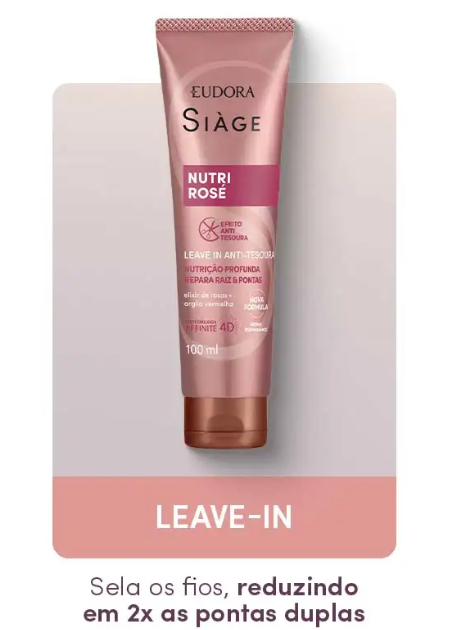 EUDORA
SIÀGE
NUTRI
ROSÉ
EFEITO
ANTI
TESOURA
LEAVE IN ANTI-TESOURA
NUTRIÇÃO PROFUNDA
REPARA RAIZ & PONTAS
elixir de rosas +
argila vermelha
NOVA
FÓRMULA
AFFINITÉ 4D
100 ml
LEAVE-IN
Sela os fios, reduzindo
em 2x as pontas duplas